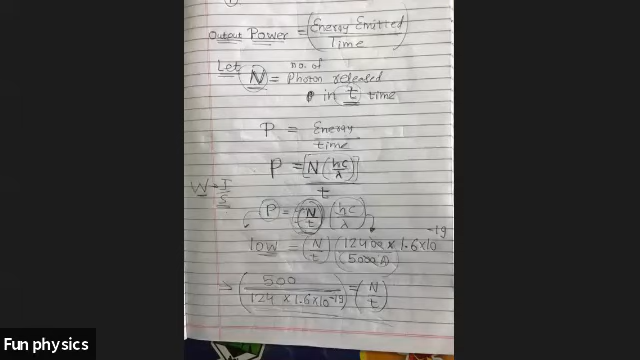 Output Power = (Energy Emitted / Time)
Let N = no. of Photon released
in t time
P = Energy / time
P = [N (hc/λ)] / t
W = J/S
P = (N/t) (hc/λ)
10W = (N/t) (12400 × 1.6×10^-19 / 5000 Å)
⇒ (500 / 124 × 1.6×10^-19) = (N/t)
Fun physics